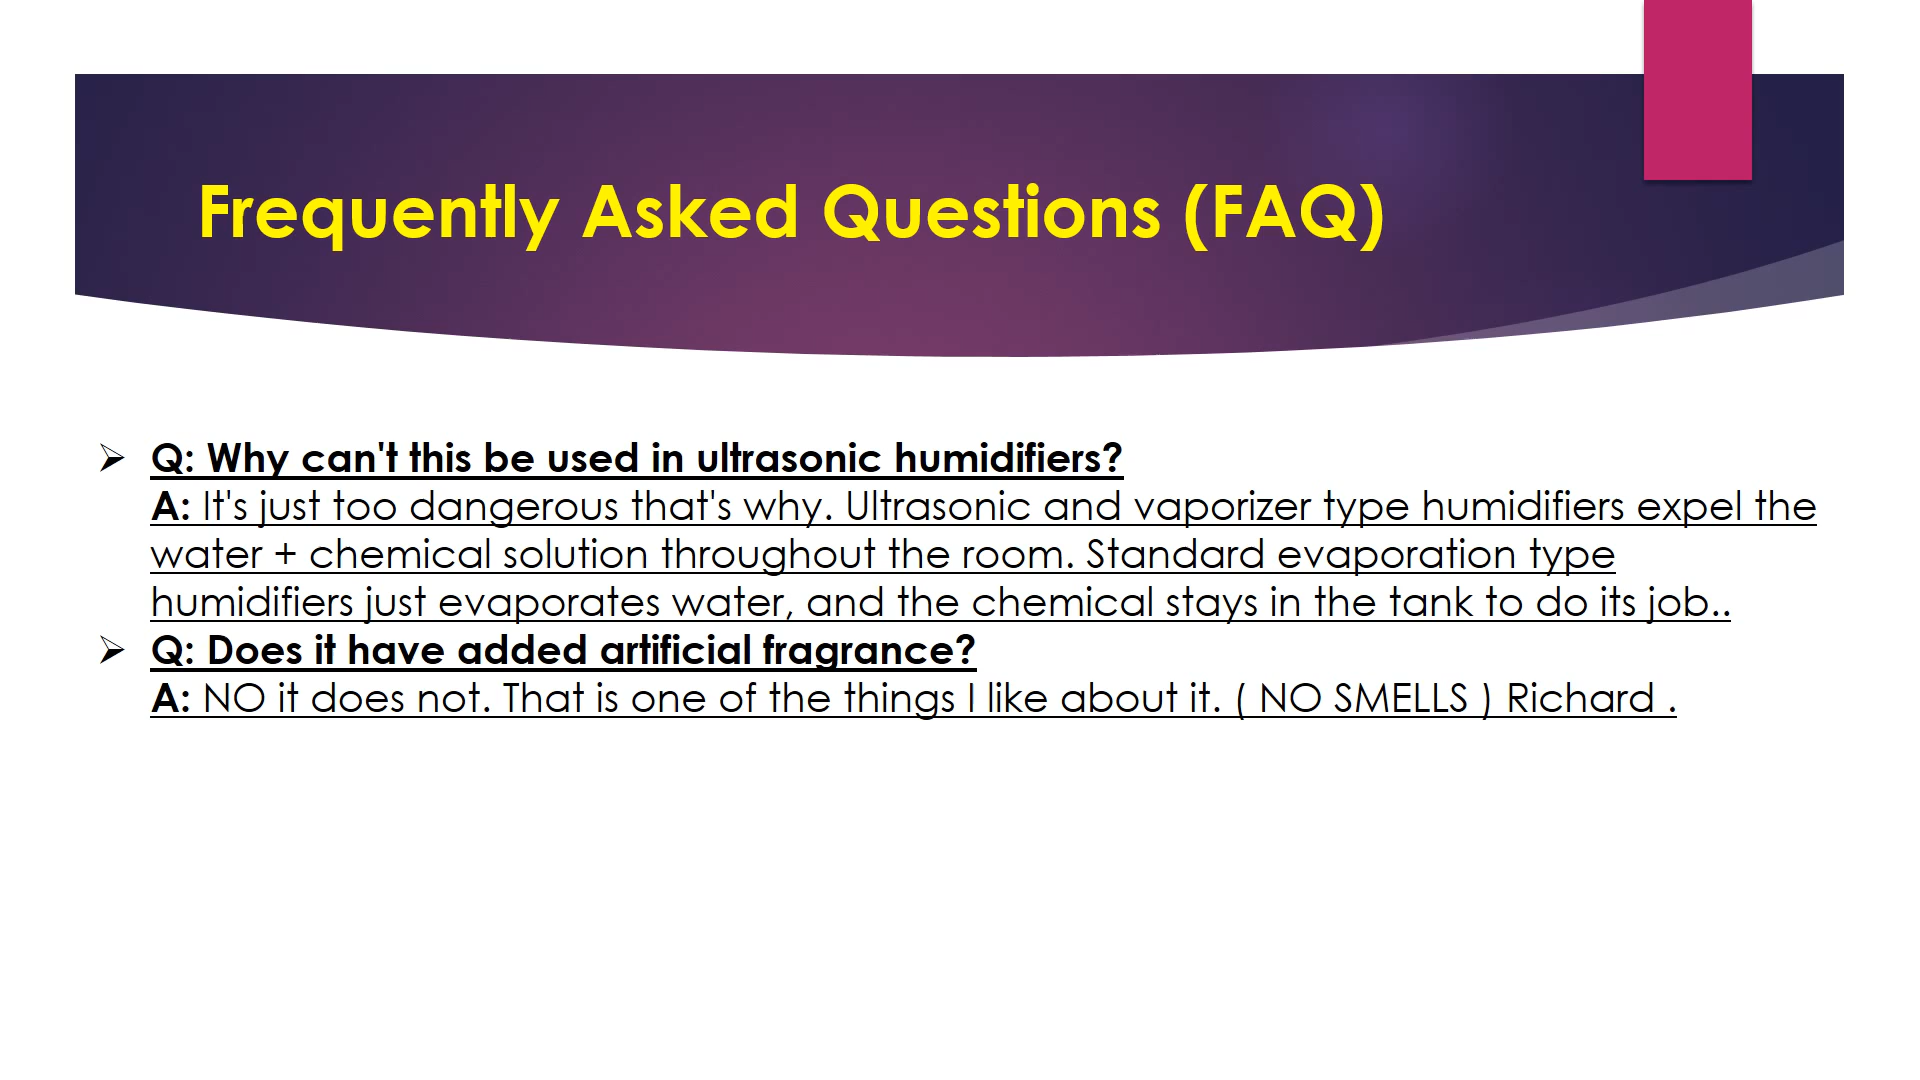 Frequently Asked Questions (FAQ)
➢ Q: Why can't this be used in ultrasonic humidifiers?
A: It's just too dangerous that's why. Ultrasonic and vaporizer type humidifiers expel the
water + chemical solution throughout the room. Standard evaporation type
humidifiers just evaporates water, and the chemical stays in the tank to do its job..
➢ Q: Does it have added artificial fragrance?
A: NO it does not. That is one of the things I like about it. ( NO SMELLS ) Richard .